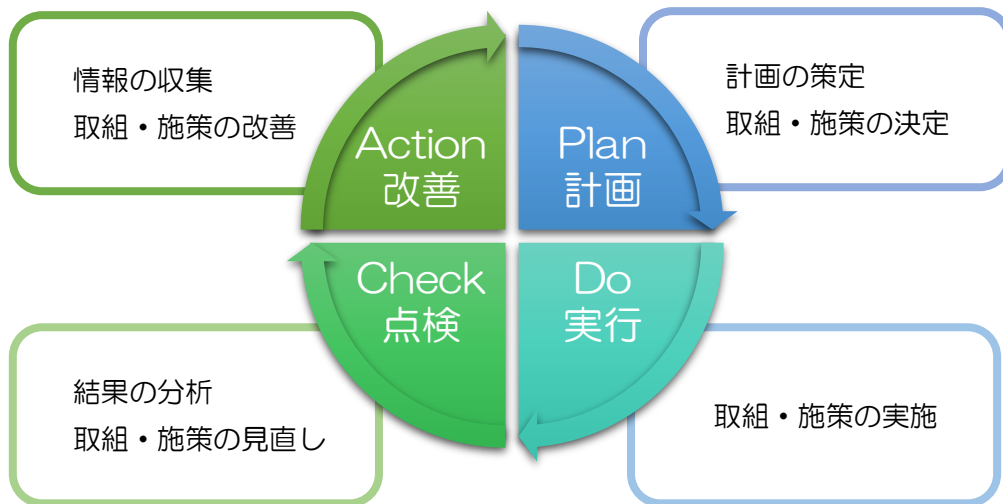 情報の収集
取組・施策の改善
Action
改善
Plan
計画
計画の策定
取組・施策の決定
Check
点検
Do
実行
結果の分析
取組・施策の見直し
取組・施策の実施